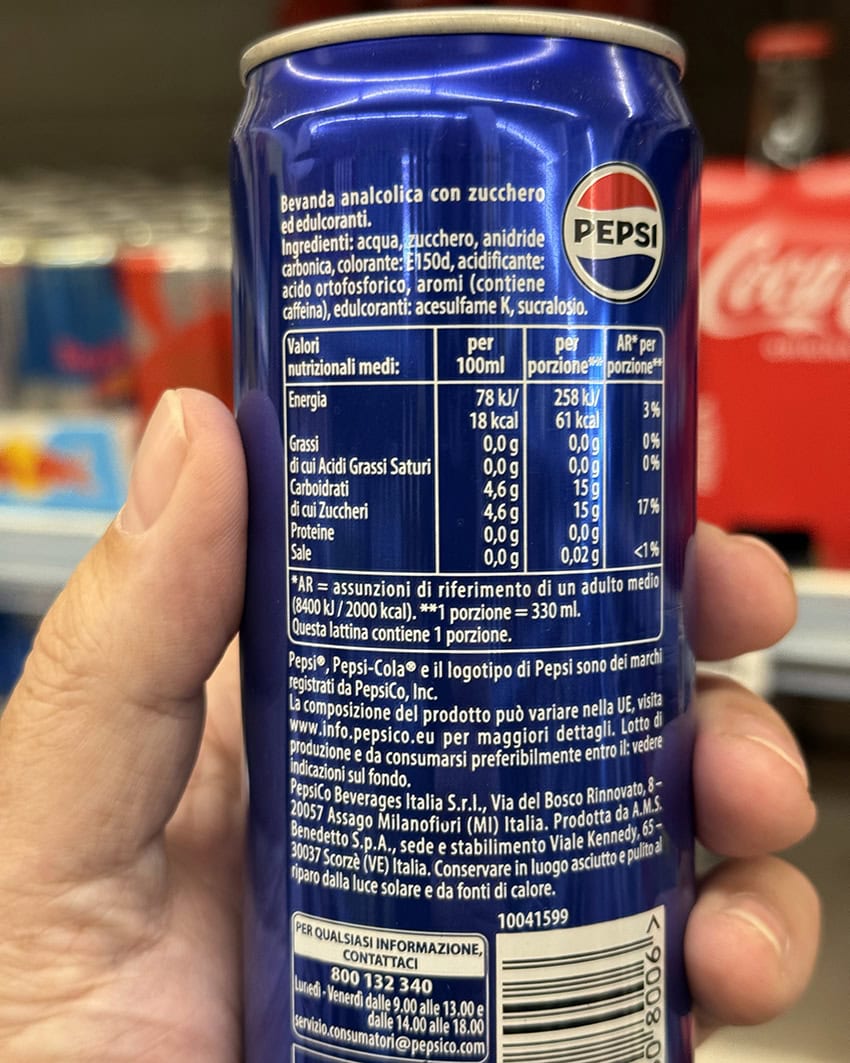 Bevanda analcolica con zucchero
ed edulcoranti.
PEPSI
Ingredienti: acqua, zucchero, anidride
carbonica, colorante: E150d, acidificante:
acido ortofosforico, aromi (contiene
caffeina), edulcoranti: acesulfame K, sucralosio.
Valori nutrizionali medi: per 100ml per porzione** AR* per porzione**
Energia 78 kJ/ 18 kcal 258 kJ/ 61 kcal 3%
Grassi 0,0 g 0,0 g 0%
di cui Acidi Grassi Saturi 0,0 g 0,0 g 0%
Carboidrati 4,6 g 15 g
di cui Zuccheri 4,6 g 15 g 17%
Proteine 0,0 g 0,0 g
Sale 0,0 g 0,02 g <1%
*AR = assunzioni di riferimento di un adulto medio
(8400 kJ / 2000 kcal). **1 porzione = 330 ml.
Questa lattina contiene 1 porzione.
Pepsi®, Pepsi-Cola® e il logotipo di Pepsi sono dei marchi
registrati da PepsiCo, Inc.
La composizione del prodotto può variare nella UE, visita
www.info.pepsico.eu per maggiori dettagli. Lotto di
produzione e da consumarsi preferibilmente entro il: vedere
indicazioni sul fondo.
PepsiCo Beverages Italia S.r.l., Via del Bosco Rinnovato, 8 –
20057 Assago Milanofiori (MI) Italia. Prodotta da A.M.S.
Benedetto S.p.A., sede e stabilimento Viale Kennedy, 65 –
30037 Scorzè (VE) Italia. Conservare in luogo asciutto e pulito al
riparo dalla luce solare e da fonti di calore.
10041599
PER QUALSIASI INFORMAZIONE,
CONTATTACI
800 132 340
Lunedì - Venerdì dalle 9.00 alle 13.00 e
dalle 14.00 alle 18.00
servizio.consumatori@pepsico.com